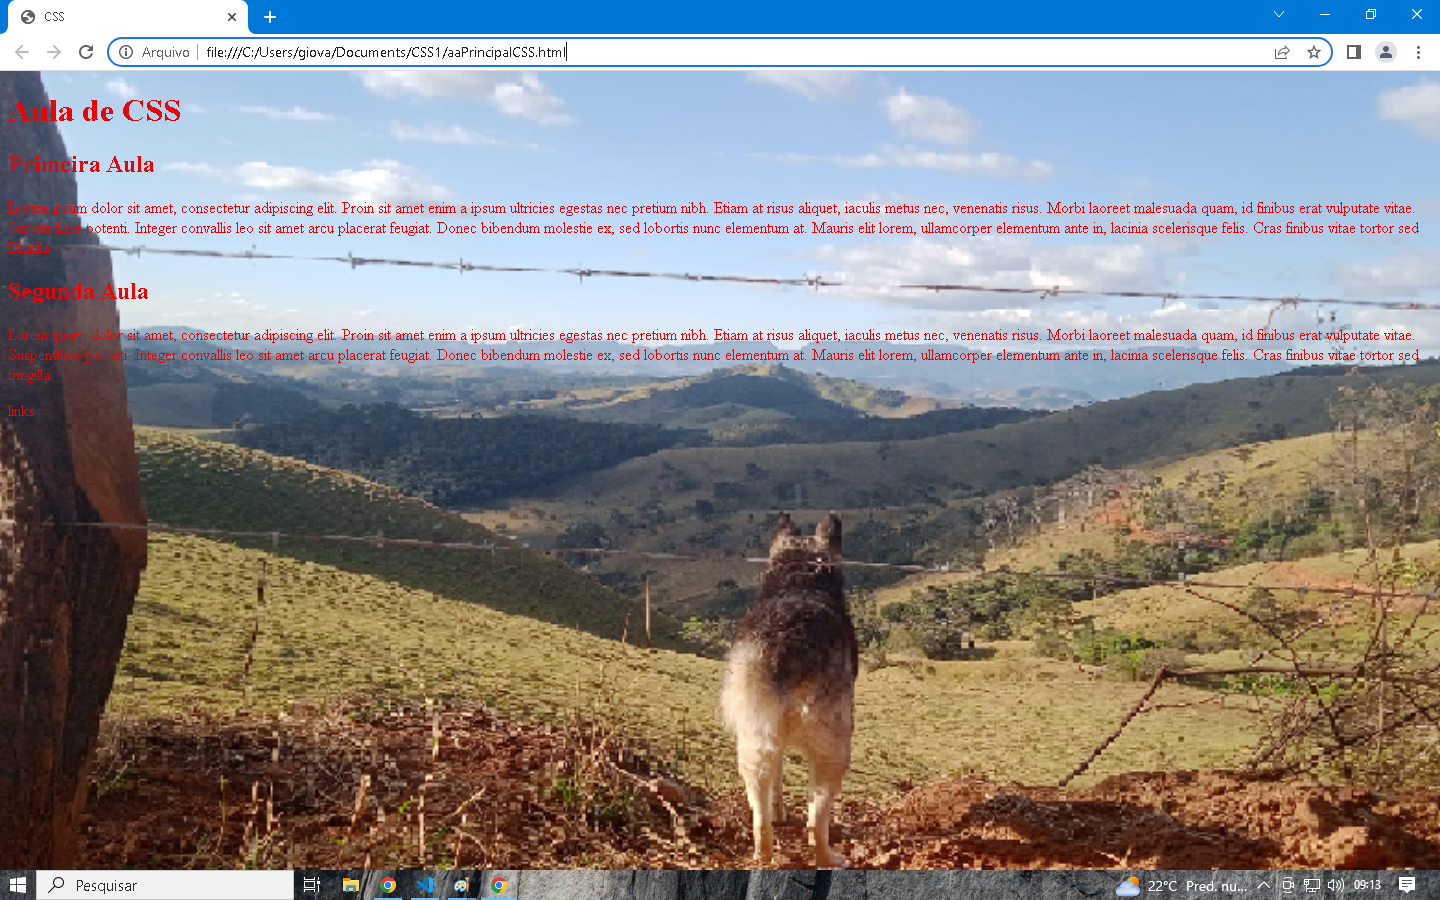 CSS
Arquivo
file:///C:/Users/giova/Documents/CSS1/aaPrincipalCSS.html
Aula de CSS
Primeira Aula
Lorem ipsum dolor sit amet, consectetur adipiscing elit. Proin sit amet enim a ipsum ultricies egestas nec pretium nibh. Etiam at risus aliquet, iaculis metus nec, venenatis risus. Morbi laoreet malesuada quam, id finibus erat vulputate vitae.
Suspendisse potenti. Integer convallis leo sit amet arcu placerat feugiat. Donec bibendum molestie ex, sed lobortis nunc elementum at. Mauris elit lorem, ullamcorper elementum ante in, lacinia scelerisque felis. Cras finibus vitae tortor sed
fringilla.
Segunda Aula
Lorem ipsum dolor sit amet, consectetur adipiscing elit. Proin sit amet enim a ipsum ultricies egestas nec pretium nibh. Etiam at risus aliquet, iaculis metus nec, venenatis risus. Morbi laoreet malesuada quam, id finibus erat vulputate vitae.
Suspendisse potenti. Integer convallis leo sit amet arcu placerat feugiat. Donec bibendum molestie ex, sed lobortis nunc elementum at. Mauris elit lorem, ullamcorper elementum ante in, lacinia scelerisque felis. Cras finibus vitae tortor sed
fringilla.
links
Pesquisar
22°C Pred. nu...
09:13